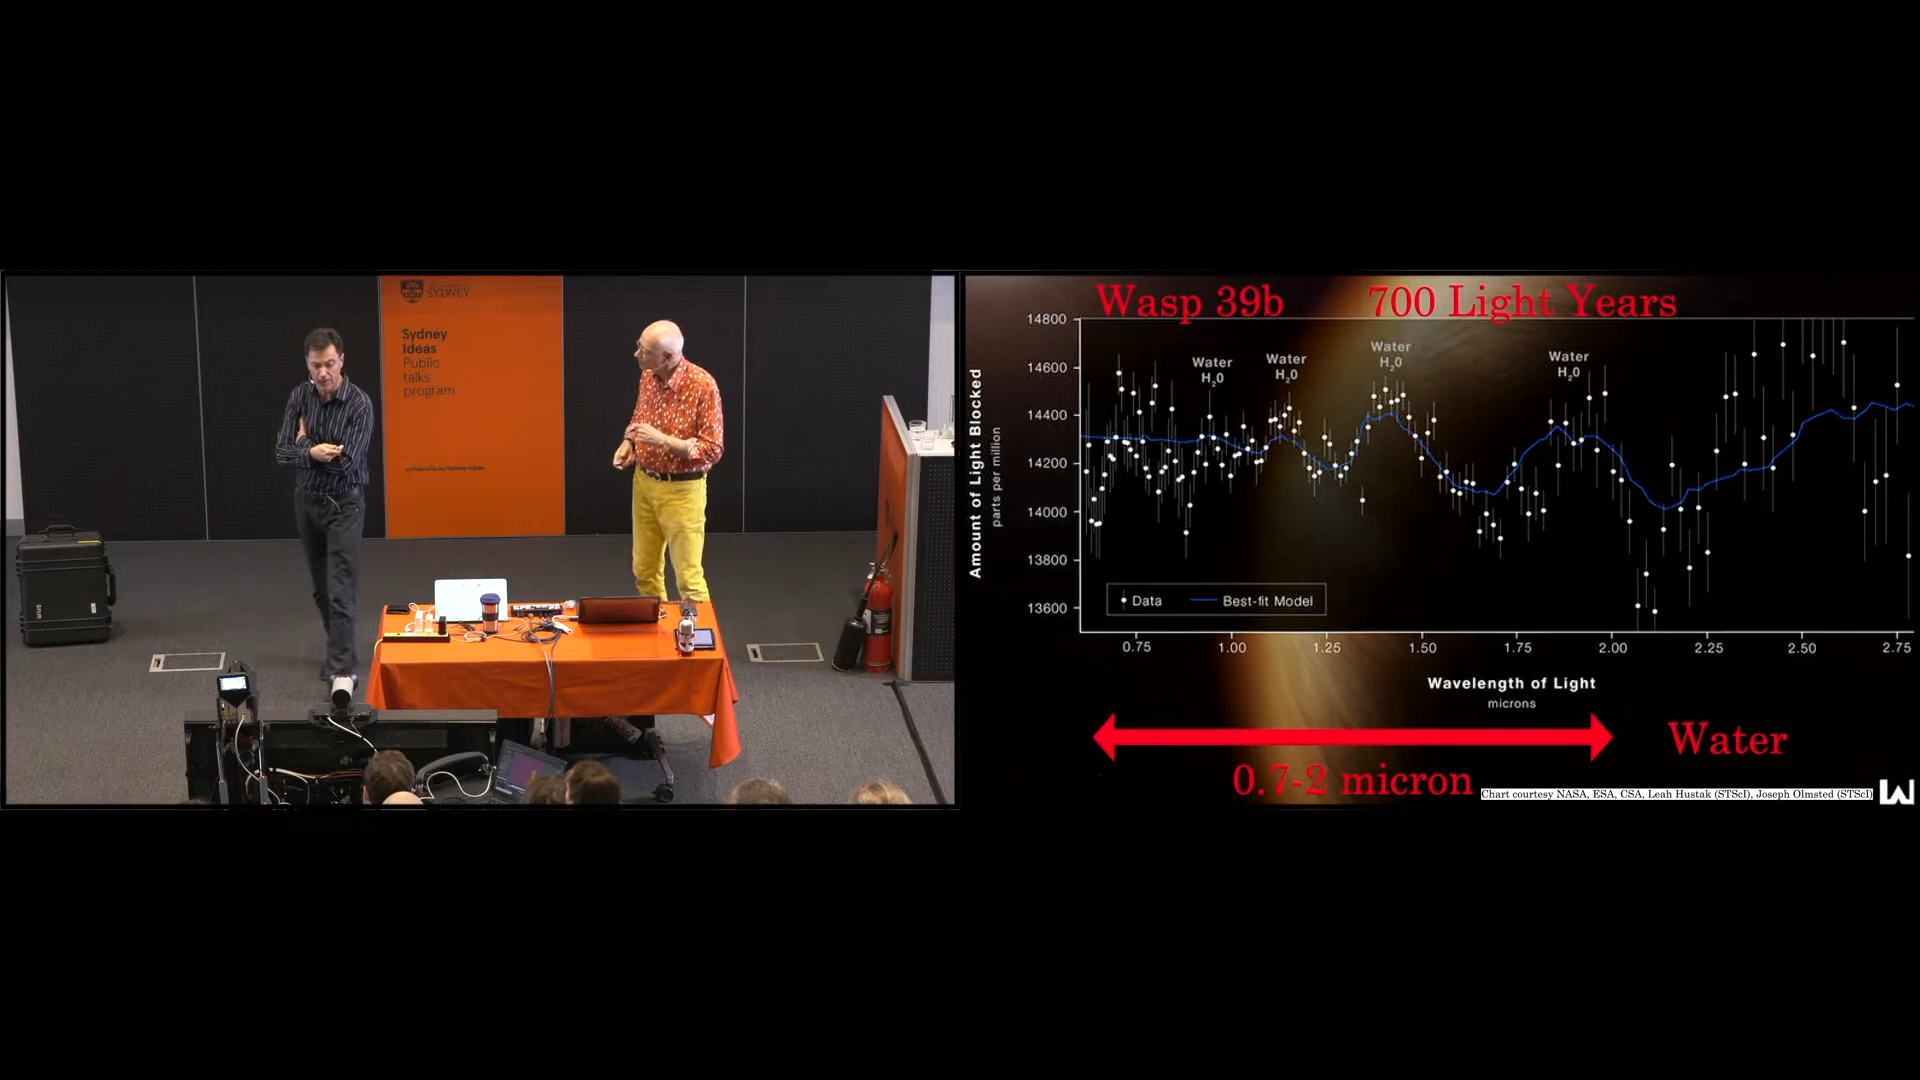 SYDNEY
Sydney
Ideas
Public
talks
program
Wasp 39b
700 Light Years
14800
14600
14400
14200
14000
13800
13600
Amount of Light Blocked
parts per million
Water
H2O
Water
H2O
Water
H2O
Water
H2O
Data
Best-fit Model
0.75
1.00
1.25
1.50
1.75
2.00
2.25
2.50
2.75
Wavelength of Light
microns
Water
0.7-2 micron
Chart courtesy NASA, ESA, CSA, Leah Hustak (STScI), Joseph Olmsted (STScI)